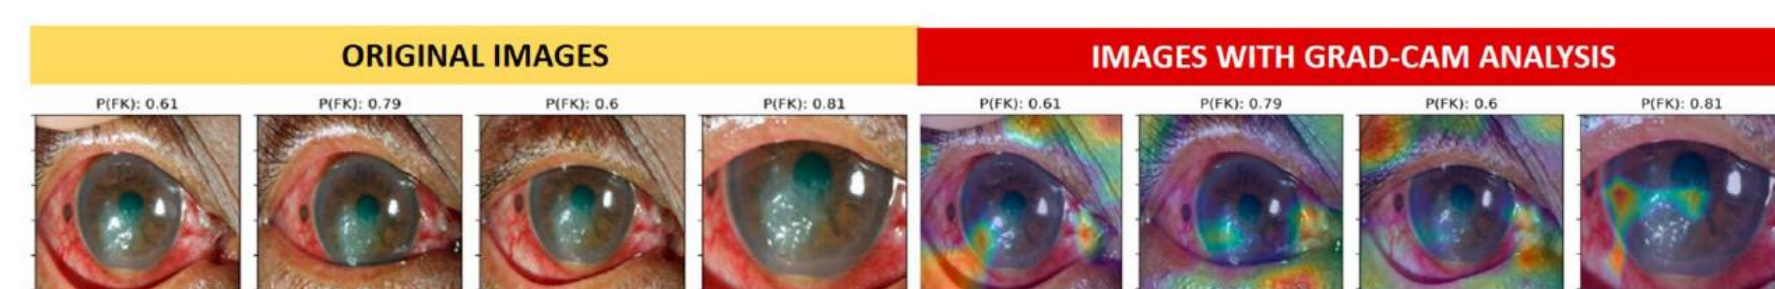 ORIGINAL IMAGES
IMAGES WITH GRAD-CAM ANALYSIS
P(FK): 0.61
P(FK): 0.79
P(FK): 0.6
P(FK): 0.81
P(FK): 0.61
P(FK): 0.79
P(FK): 0.6
P(FK): 0.81